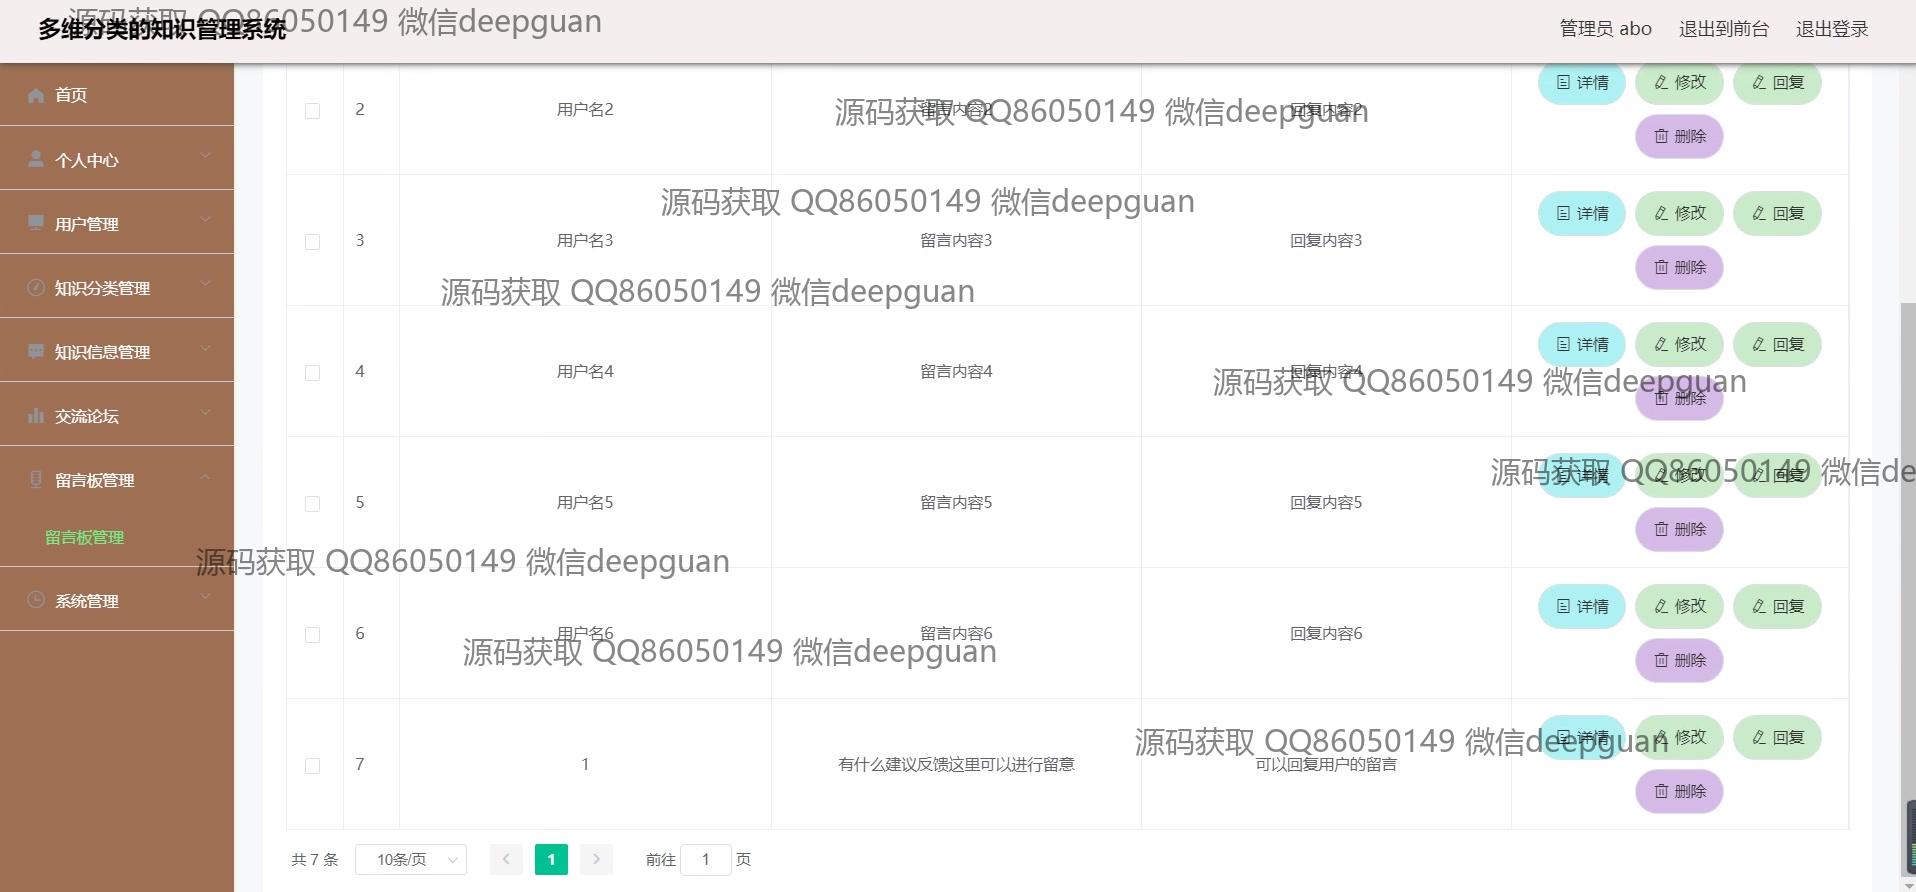 源码获取 QQ86050149 微信deepguan
多维分类的知识管理系统
管理员 abo 退出到前台 退出登录
首页
个人中心
用户管理
知识分类管理
知识信息管理
交流论坛
留言板管理
留言板管理
系统管理
2 用户名2 留言内容2 回复内容2 详情 修改 回复
源码获取 QQ86050149 微信deepguan
删除
源码获取 QQ86050149 微信deepguan
3 用户名3 留言内容3 回复内容3 详情 修改 回复
删除
源码获取 QQ86050149 微信deepguan
4 用户名4 留言内容4 回复内容4 详情 修改 回复
源码获取 QQ86050149 微信deepguan
删除
源码获取 QQ86050149 微信de
5 用户名5 留言内容5 回复内容5 详情 修改 回复
删除
源码获取 QQ86050149 微信deepguan
6 用户名6 留言内容6 回复内容6 详情 修改 回复
源码获取 QQ86050149 微信deepguan
删除
源码获取 QQ86050149 微信deepguan
7 1 有什么建议反馈这里可以进行留意 可以回复用户的留言 详情 修改 回复
删除
共 7 条 10条/页 1 前往 1 页